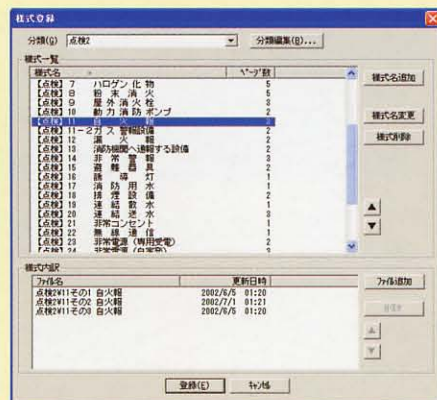 様式登録
分類(G) 点検2 分類編集(B)...
様式一覧
様式名 ページ数
【点検】 7 ハロゲン化物 5
【点検】 8 粉末消火 5
【点検】 9 屋外消火栓 3
【点検】 10 動力消防ポンプ 2
【点検】 11 自火報 3
【点検】 11-2ガス警報設備 2
【点検】 12 漏火報 2
【点検】 13 消防機関へ通報する設備 2
【点検】 14 非常警報 3
【点検】 15 避難器具 2
【点検】 16 誘導灯 1
【点検】 17 消防用水 1
【点検】 18 排煙設備 2
【点検】 19 連結散水 1
【点検】 20 連結送水 3
【点検】 21 非常コンセント 1
【点検】 22 無線通信 1
【点検】 23 非常電源(専用受電) 2
【点検】 24 非常電源(自家発) 3
様式名追加
様式名変更
様式削除
様式内訳
ファイル名 更新日時
点検2¥11その1 自火報 2002/6/5 01:20
点検2¥11その2 自火報 2002/7/1 01:21
点検2¥11その3 自火報 2002/6/5 01:20
ファイル追加
登録(E) キャンセル